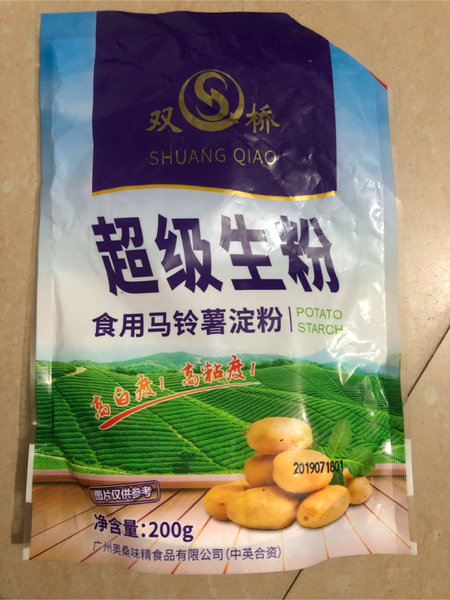 双桥
SHUANG QIAO
超级生粉
食用马铃薯淀粉
POTATO
STARCH
高白度！高粘度！
2019071801
图片仅供参考
净含量:200g
广州奥桑味精食品有限公司(中英合资)